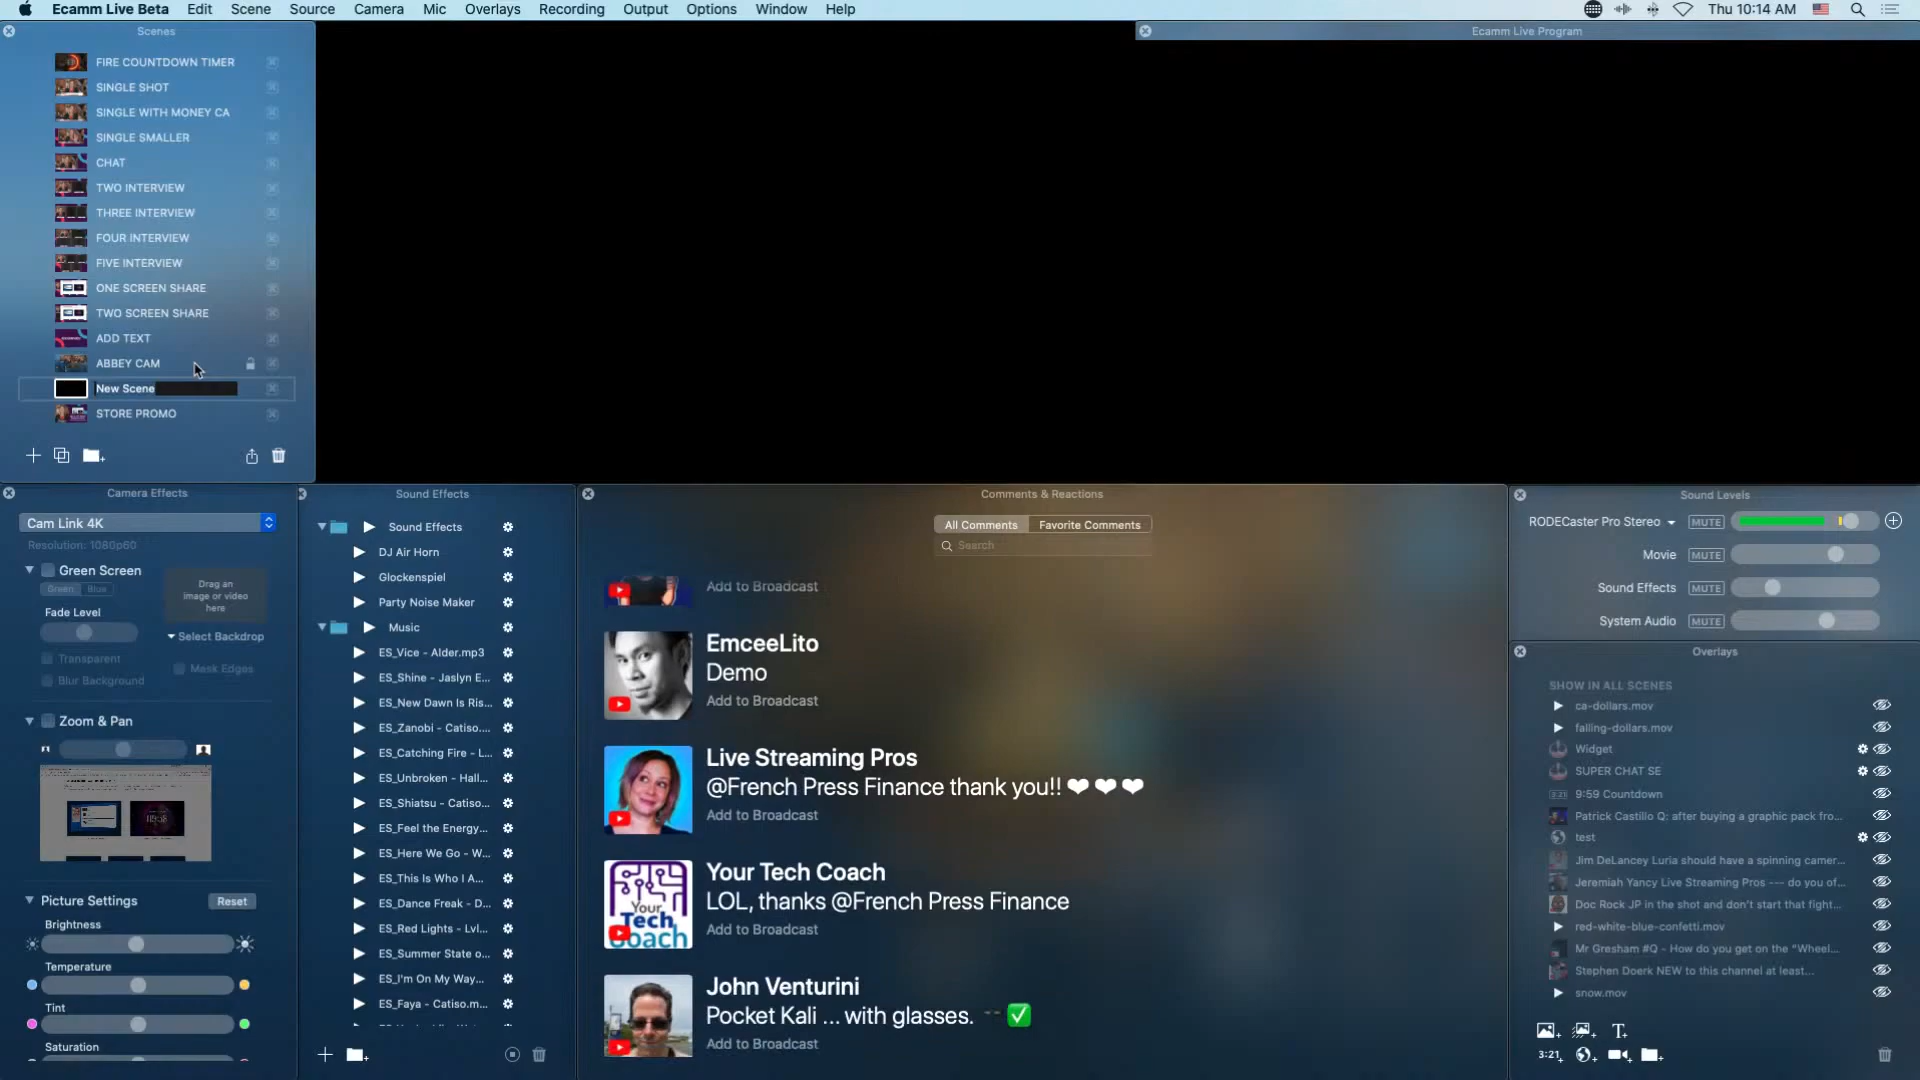 Ecamm Live Beta Edit Scene Source Camera Mic Overlays Recording Output Options Window Help Thu 10:14 AM
Scenes
Ecamm Live Program
FIRE COUNTDOWN TIMER
SINGLE SHOT
SINGLE WITH MONEY CA
SINGLE SMALLER
CHAT
TWO INTERVIEW
THREE INTERVIEW
FOUR INTERVIEW
FIVE INTERVIEW
ONE SCREEN SHARE
TWO SCREEN SHARE
ADD TEXT
ABBEY CAM
New Scene
STORE PROMO
Camera Effects
Cam Link 4K
Resolution: 1080p60
Green Screen
Green Blue
Fade Level
Drag an
image or video
here
Select Backdrop
Transparent
Mask Edges
Blur Background
Zoom & Pan
Picture Settings
Reset
Brightness
Temperature
Tint
Saturation
Sound Effects
Sound Effects
DJ Air Horn
Glockenspiel
Party Noise Maker
Music
ES_Vice - Alder.mp3
ES_Shine - Jaslyn E...
ES_New Dawn Is Ris...
ES_Zanobi - Catiso....
ES_Catching Fire - L...
ES_Unbroken - Hall...
ES_Shiatsu - Catiso...
ES_Feel the Energy...
ES_Here We Go - W...
ES_This Is Who I A...
ES_Dance Freak - D...
ES_Red Lights - Lvl...
ES_Summer State o...
ES_I'm On My Way...
ES_Faya - Catiso.m...
Comments & Reactions
All Comments Favorite Comments
Search
Add to Broadcast
EmceeLito
Demo
Add to Broadcast
Live Streaming Pros
@French Press Finance thank you!! ❤ ❤ ❤
Add to Broadcast
Your Tech Coach
LOL, thanks @French Press Finance
Add to Broadcast
Your
Tech
Coach
John Venturini
Pocket Kali ... with glasses. 🕶 ✅
Add to Broadcast
Sound Levels
RODECaster Pro Stereo MUTE
Movie MUTE
Sound Effects MUTE
System Audio MUTE
Overlays
SHOW IN ALL SCENES
ca-dollars.mov
falling-dollars.mov
Widget
SUPER CHAT SE
9:59 Countdown
Patrick Castillo Q: after buying a graphic pack fro...
test
Jim DeLancey Luria should have a spinning camer...
Jeremiah Yancy Live Streaming Pros --- do you of...
Doc Rock JP in the shot and don't start that fight...
red-white-blue-confetti.mov
Mr Gresham #Q - How do you get on the "Wheel...
Stephen Doerk NEW to this channel at least...
snow.mov
3:21